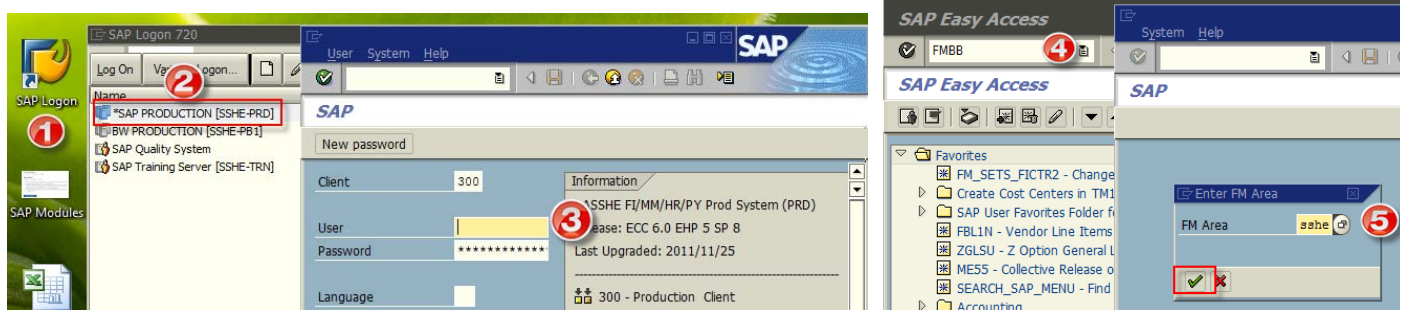 SAP Logon
1
SAP Modules
SAP Logon 720
Log On
2
Name
*SAP PRODUCTION [SSHE-PRD]
BW PRODUCTION [SSHE-PB1]
SAP Quality System
SAP Training Server [SSHE-TRN]
User System Help
SAP
SAP
New password
Client 300
User
Password *************
Language
3
Information
FI/MM/HR/PY Prod System (PRD)
ECC 6.0 EHP 5 SP 8
Last Upgraded: 2011/11/25
300 - Production Client
SAP Easy Access
FMBB
4
SAP Easy Access
Favorites
FM_SETS_FICTR2 - Change
Create Cost Centers in TM1
SAP User Favorites Folder
FBL1N - Vendor Line Items
ZGLSU - Z Option General
ME55 - Collective Release
SEARCH_SAP_MENU - Find
Accounting
System Help
SAP
Enter FM Area
FM Area sshe
5